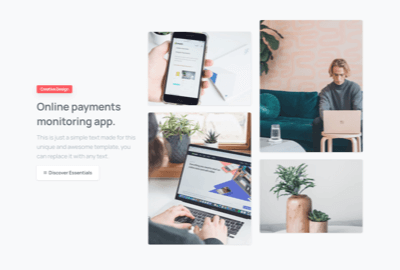 Creative Design
Online payments
monitoring app.
This is just a simple text made for this
unique and awesome template, you
can replace it with any text.
Discover Essentials